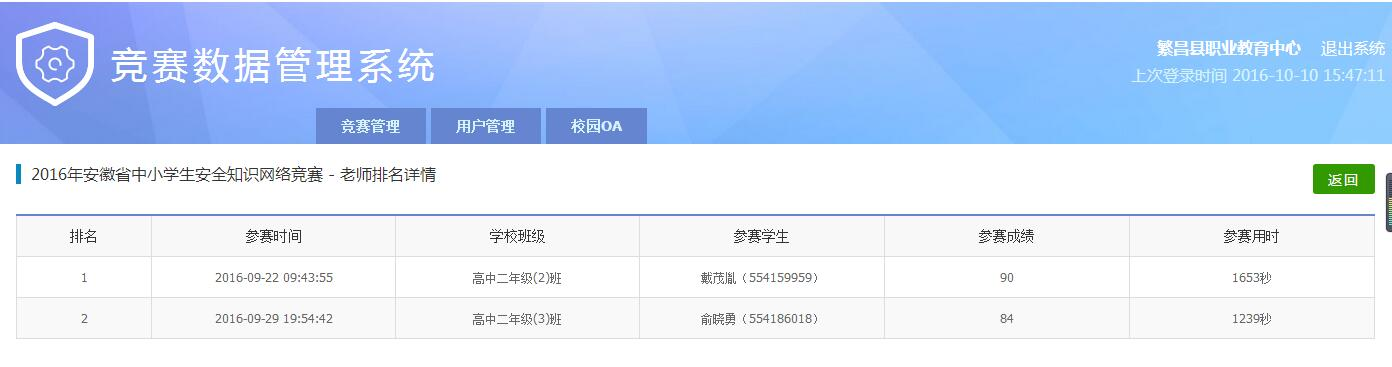 竞赛数据管理系统
繁昌县职业教育中心 退出系统
上次登录时间 2016-10-10 15:47:11
竞赛管理 用户管理 校园OA
2016年安徽省中小学生安全知识网络竞赛 - 老师排名详情
返回
排名 参赛时间 学校班级 参赛学生 参赛成绩 参赛用时
1 2016-09-22 09:43:55 高中二年级(2)班 戴茂胤（554159959） 90 1653秒
2 2016-09-29 19:54:42 高中二年级(3)班 俞晓勇（554186018） 84 1239秒